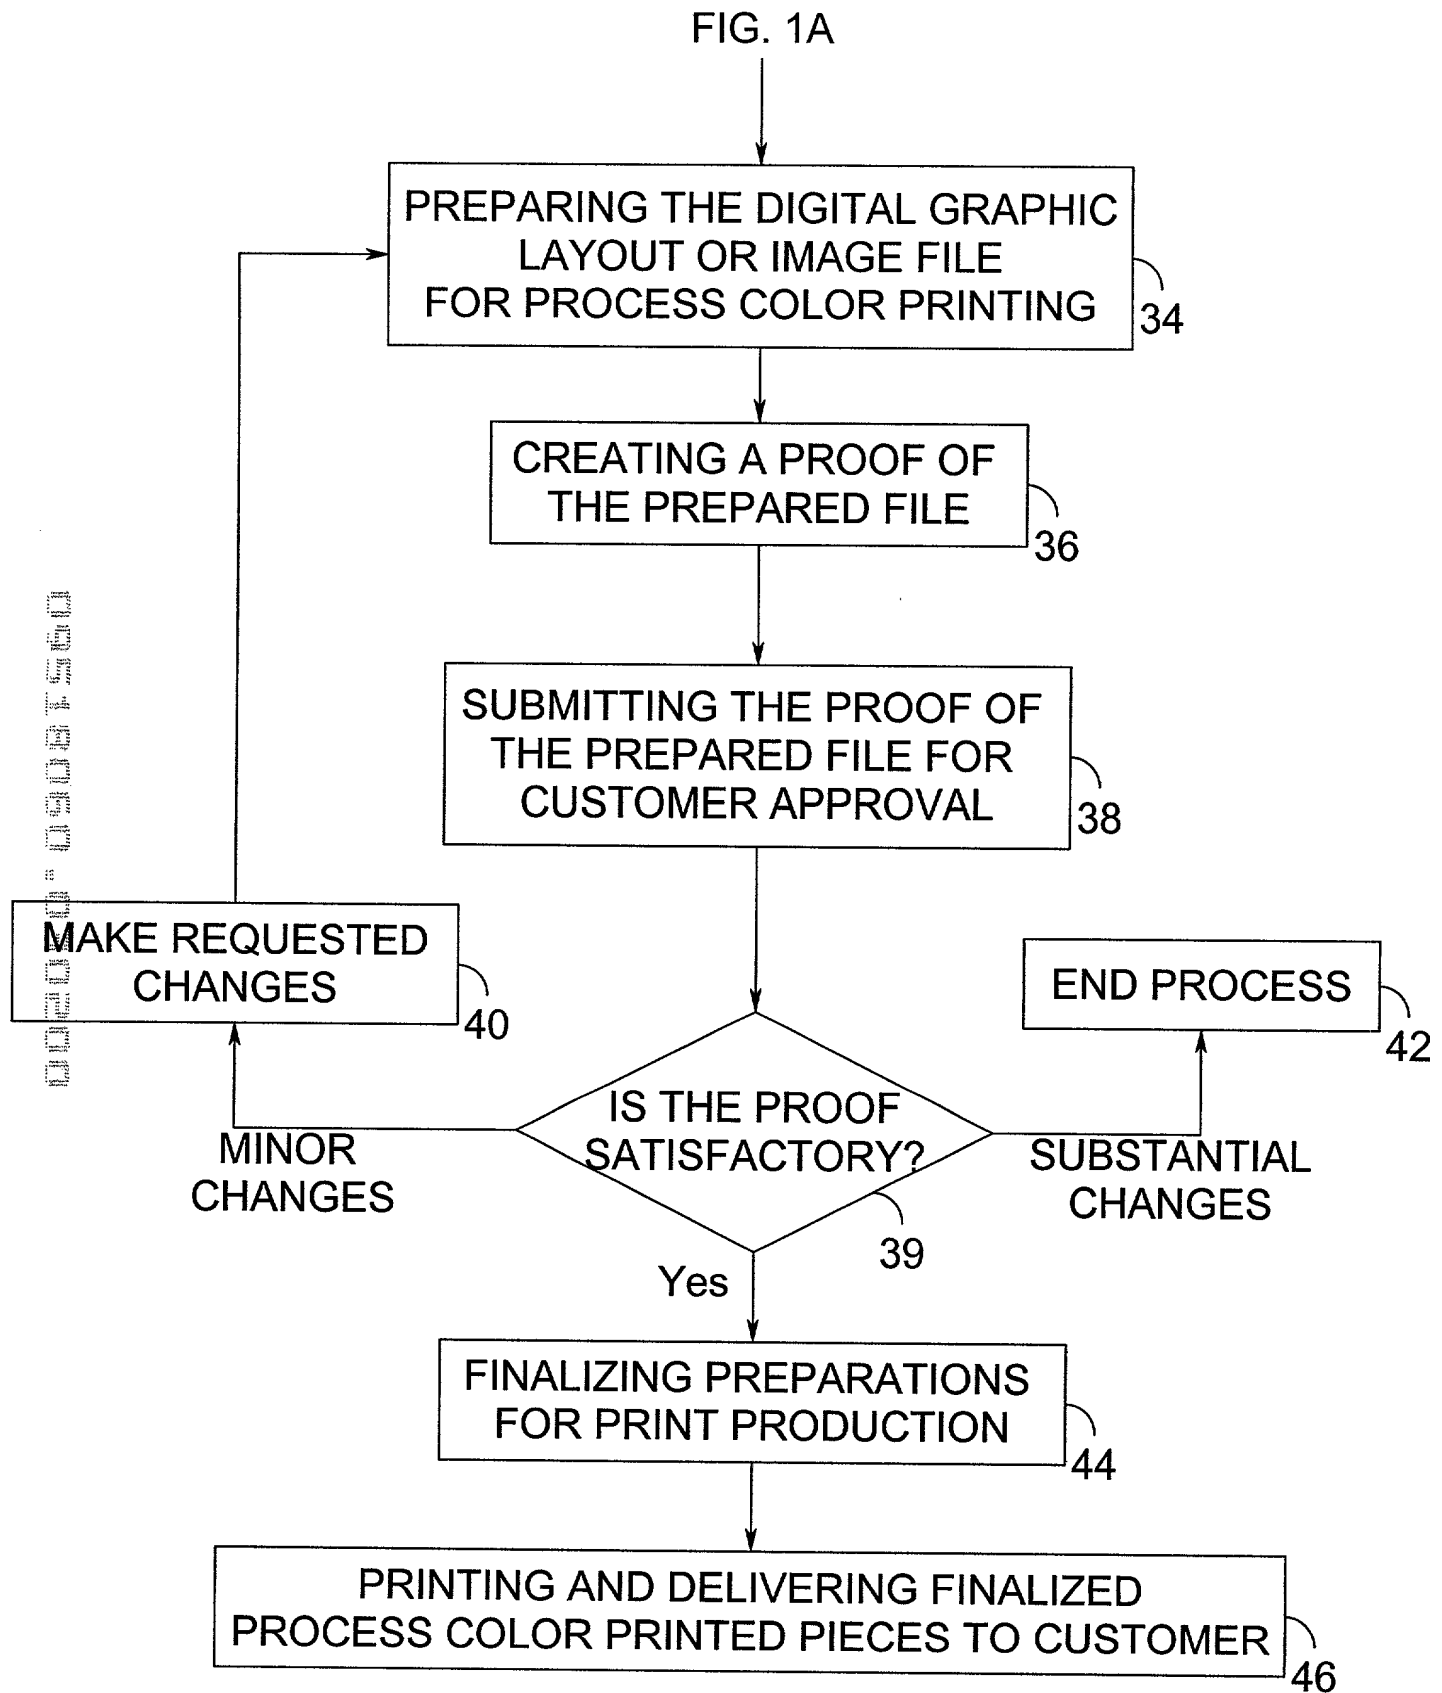 FIG. 1A
PREPARING THE DIGITAL GRAPHIC
LAYOUT OR IMAGE FILE
FOR PROCESS COLOR PRINTING
34
CREATING A PROOF OF
THE PREPARED FILE
36
SUBMITTING THE PROOF OF
THE PREPARED FILE FOR
CUSTOMER APPROVAL
38
MAKE REQUESTED
CHANGES
40
END PROCESS
42
IS THE PROOF
SATISFACTORY?
39
MINOR
CHANGES
SUBSTANTIAL
CHANGES
Yes
FINALIZING PREPARATIONS
FOR PRINT PRODUCTION
44
PRINTING AND DELIVERING FINALIZED
PROCESS COLOR PRINTED PIECES TO CUSTOMER
46